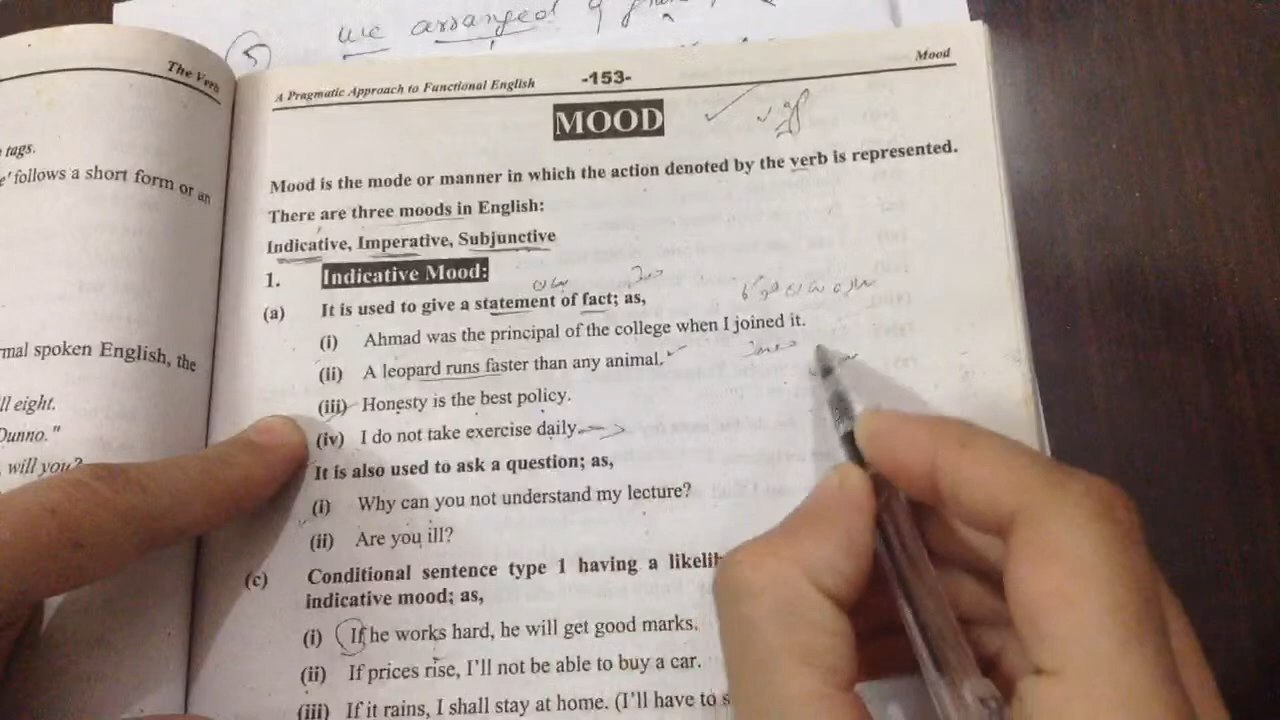 we arranged
5
The Verb
tags.
e' follows a short form or an
rmal spoken English, the
ll eight.
Dunno."
will you?
A Pragmatic Approach to Functional English -153- Mood
MOOD
Mood is the mode or manner in which the action denoted by the verb is represented.
There are three moods in English:
Indicative, Imperative, Subjunctive
1. Indicative Mood:
(a) It is used to give a statement of fact; as,
(i) Ahmad was the principal of the college when I joined it.
(ii) A leopard runs faster than any animal.
(iii) Honesty is the best policy.
(iv) I do not take exercise daily.
It is also used to ask a question; as,
(i) Why can you not understand my lecture?
(ii) Are you ill?
(c) Conditional sentence type 1 having a
indicative mood; as,
(i) If he works hard, he will get good marks.
(ii) If prices rise, I'll not be able to buy a car.
(iii) If it rains, I shall stay at home. (I'll have to